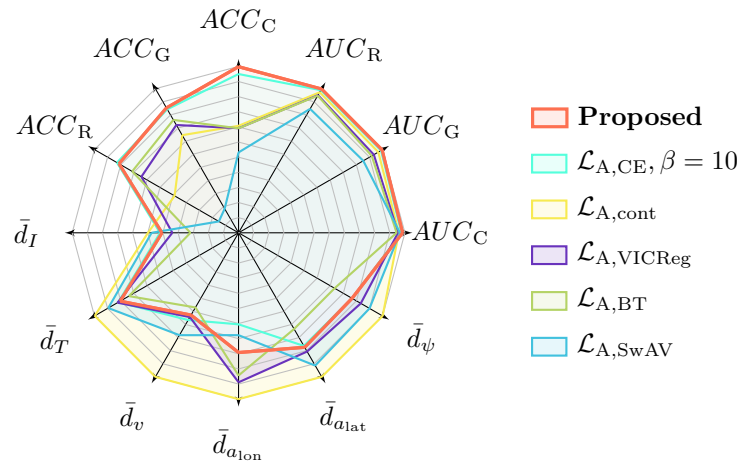 ACC_C
ACC_G
AUC_R
ACC_R
AUC_G
Proposed
ℒ_A,CE, β = 10
d̄_I
AUC_C
ℒ_A,cont
ℒ_A,VICReg
ℒ_A,BT
d̄_T
d̄_ψ
ℒ_A,SwAV
d̄_v
d̄_a_lat
d̄_a_lon